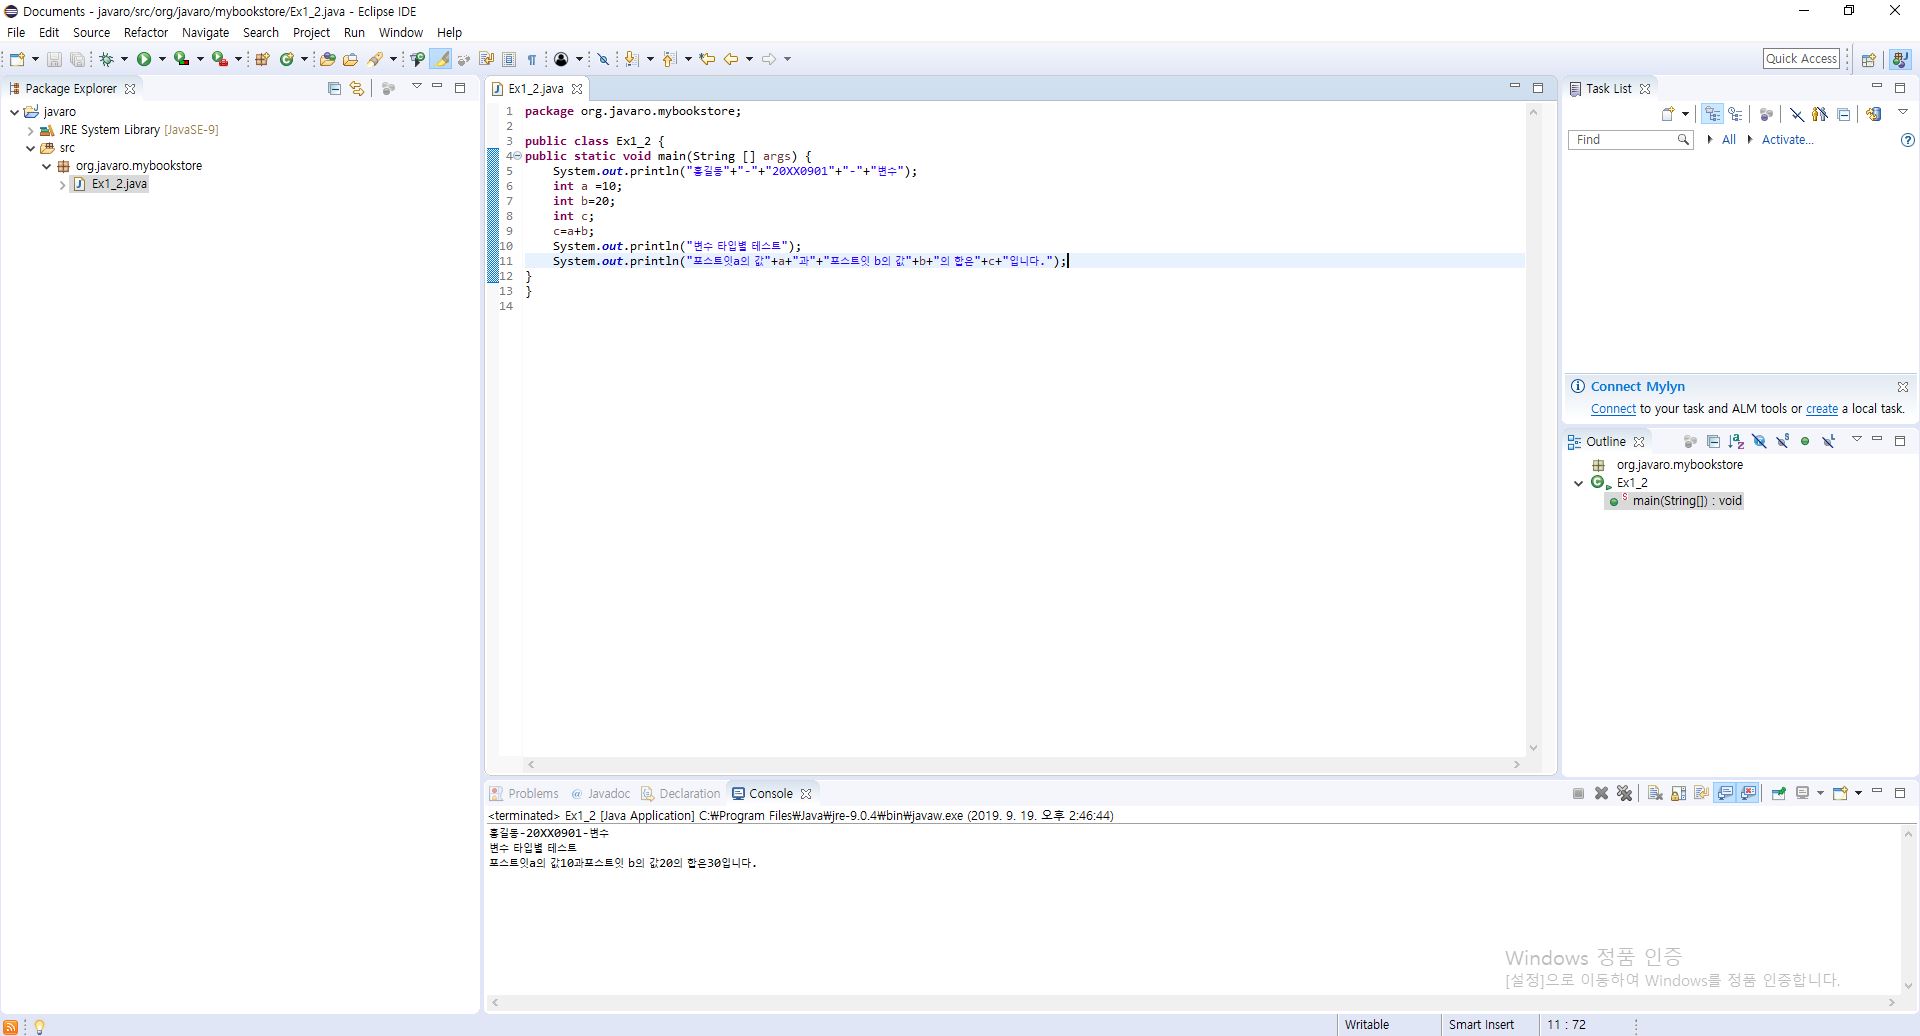 Documents - javaro/src/org/javaro/mybookstore/Ex1_2.java - Eclipse IDE
File Edit Source Refactor Navigate Search Project Run Window Help
Quick Access
Package Explorer
javaro
JRE System Library [JavaSE-9]
src
org.javaro.mybookstore
Ex1_2.java
Ex1_2.java
1 package org.javaro.mybookstore;
2
3 public class Ex1_2 {
4 public static void main(String [] args) {
5 System.out.println("홍길동"+"-"+"20XX0901"+"-"+"변수");
6 int a =10;
7 int b=20;
8 int c;
9 c=a+b;
10 System.out.println("변수 타입별 테스트");
11 System.out.println("포스트잇a의 값"+a+"과"+"포스트잇 b의 값"+b+"의 합은"+c+"입니다.");
12 }
13 }
14
Task List
Find All Activate...
Connect Mylyn
Connect to your task and ALM tools or create a local task.
Outline
org.javaro.mybookstore
Ex1_2
main(String[]) : void
Problems @ Javadoc Declaration Console
<terminated> Ex1_2 [Java Application] C:₩Program Files₩Java₩jre-9.0.4₩bin₩javaw.exe (2019. 9. 19. 오후 2:46:44)
홍길동-20XX0901-변수
변수 타입별 테스트
포스트잇a의 값10과포스트잇 b의 값20의 합은30입니다.
Windows 정품 인증
[설정]으로 이동하여 Windows를 정품 인증합니다.
Writable Smart Insert 11 : 72